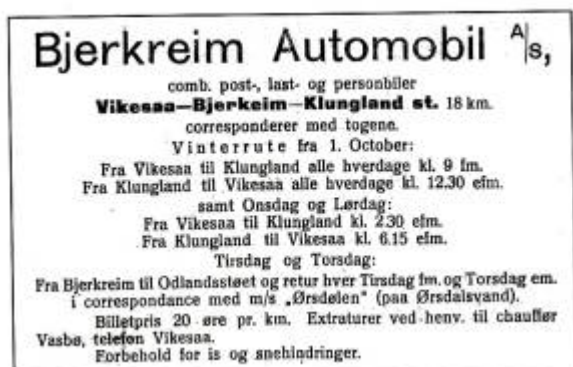 Bjerkreim Automobil A/s,
comb. post-, last- og personbiler
Vikesaa—Bjerkeim—Klungland st. 18 km.
corresponderer med togene.
Vinterrute fra 1. October:
Fra Vikesaa til Klungland alle hverdage kl. 9 fm.
Fra Klungland til Vikesaa alle hverdage kl. 12.30 efm.
samt Onsdag og Lørdag:
Fra Vikesaa til Klungland kl. 2.30 efm.
Fra Klungland til Vikesaa kl. 6.15 efm.
Tirsdag og Torsdag:
Fra Bjerkreim til Odlandsstøet og retur hver Tirsdag fm. og Torsdag em.
i correspondance med m/s „Ørsdølen" (paa Ørsdalsvand).
Billetpris 20 øre pr. km. Extraturer ved henv. til chauffør
Vasbø, telefon Vikesaa.
Forbehold for is og snehindringer.